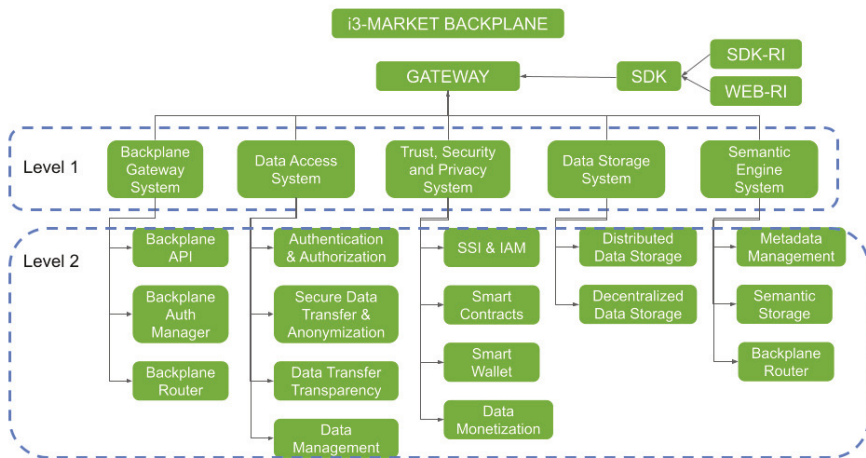 i3-MARKET BACKPLANE
SDK-RI
GATEWAY
SDK
WEB-RI
Level 1
Backplane
Gateway
System
Data Access
System
Trust, Security
and Privacy
System
Data Storage
System
Semantic
Engine
System
Level 2
Backplane
API
Backplane
Auth
Manager
Backplane
Router
Authentication
& Authorization
Secure Data
Transfer &
Anonymization
Data Transfer
Transparency
Data
Management
SSI & IAM
Smart
Contracts
Smart
Wallet
Data
Monetization
Distributed
Data Storage
Decentralized
Data Storage
Metadata
Management
Semantic
Storage
Backplane
Router